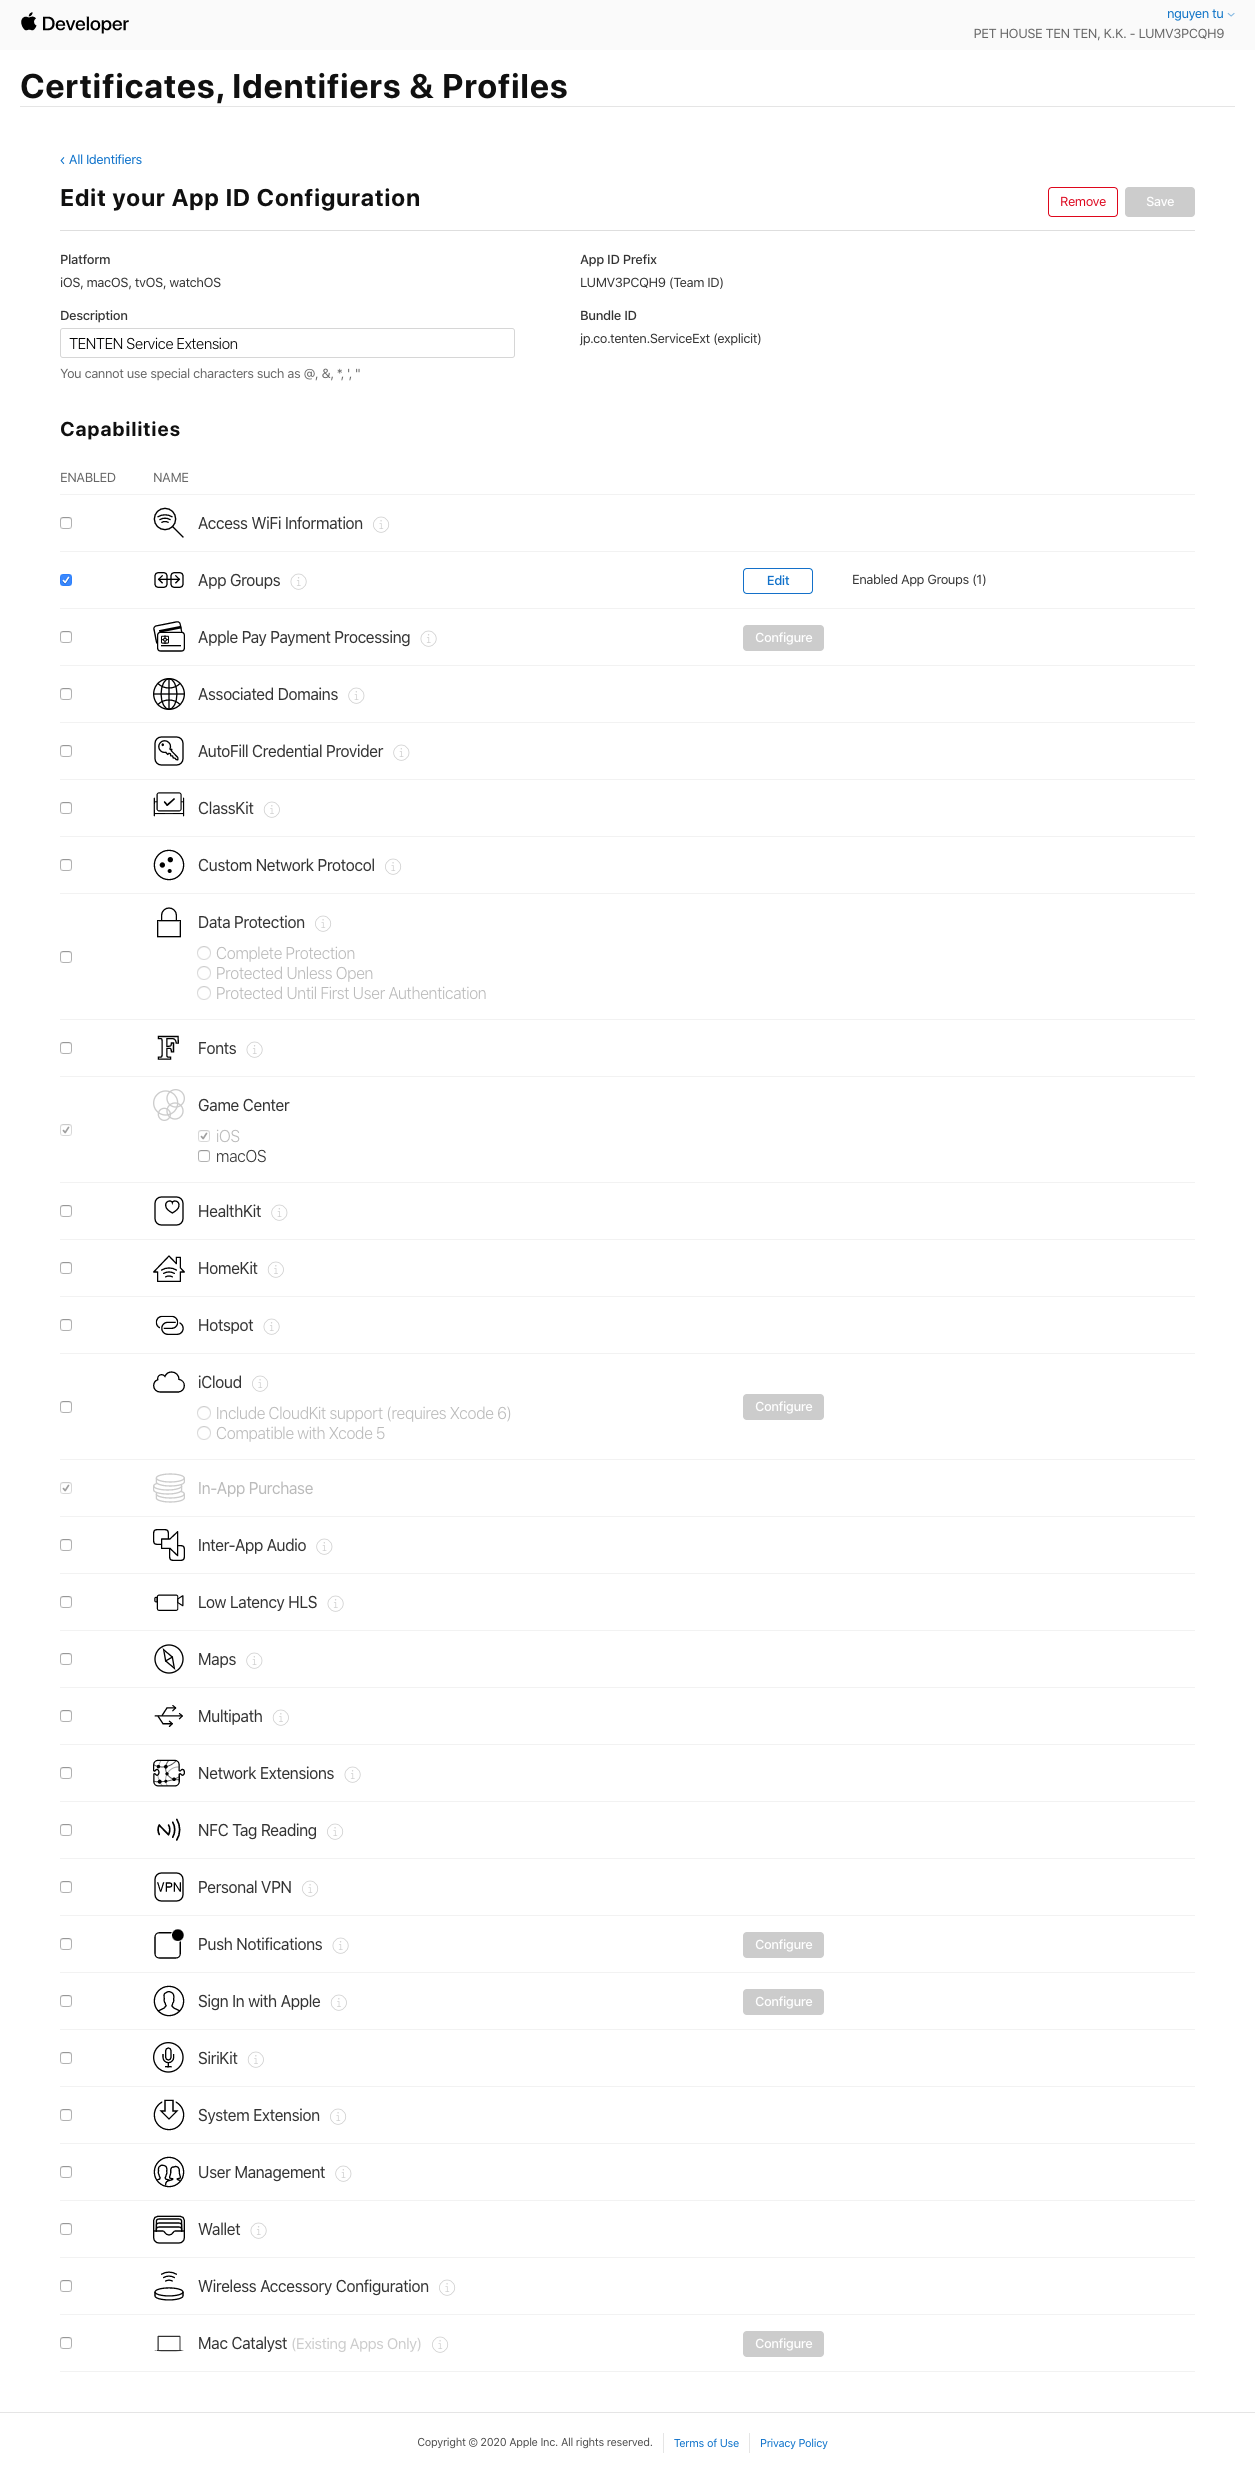 Developer
nguyen tu
PET HOUSE TEN TEN, K.K. - LUMV3PCQH9
Certificates, Identifiers & Profiles
‹ All Identifiers
Edit your App ID Configuration
Remove
Save
Platform
iOS, macOS, tvOS, watchOS
App ID Prefix
LUMV3PCQH9 (Team ID)
Description
TENTEN Service Extension
You cannot use special characters such as @, &, *, ', "
Bundle ID
jp.co.tenten.ServiceExt (explicit)
Capabilities
ENABLED NAME
Access WiFi Information
App Groups Edit Enabled App Groups (1)
Apple Pay Payment Processing Configure
Associated Domains
AutoFill Credential Provider
ClassKit
Custom Network Protocol
Data Protection
Complete Protection
Protected Unless Open
Protected Until First User Authentication
Fonts
Game Center
iOS
macOS
HealthKit
HomeKit
Hotspot
iCloud
Configure
Include CloudKit support (requires Xcode 6)
Compatible with Xcode 5
In-App Purchase
Inter-App Audio
Low Latency HLS
Maps
Multipath
Network Extensions
NFC Tag Reading
VPN Personal VPN
Push Notifications Configure
Sign In with Apple Configure
SiriKit
System Extension
User Management
Wallet
Wireless Accessory Configuration
Mac Catalyst (Existing Apps Only) Configure
Copyright © 2020 Apple Inc. All rights reserved. Terms of Use Privacy Policy